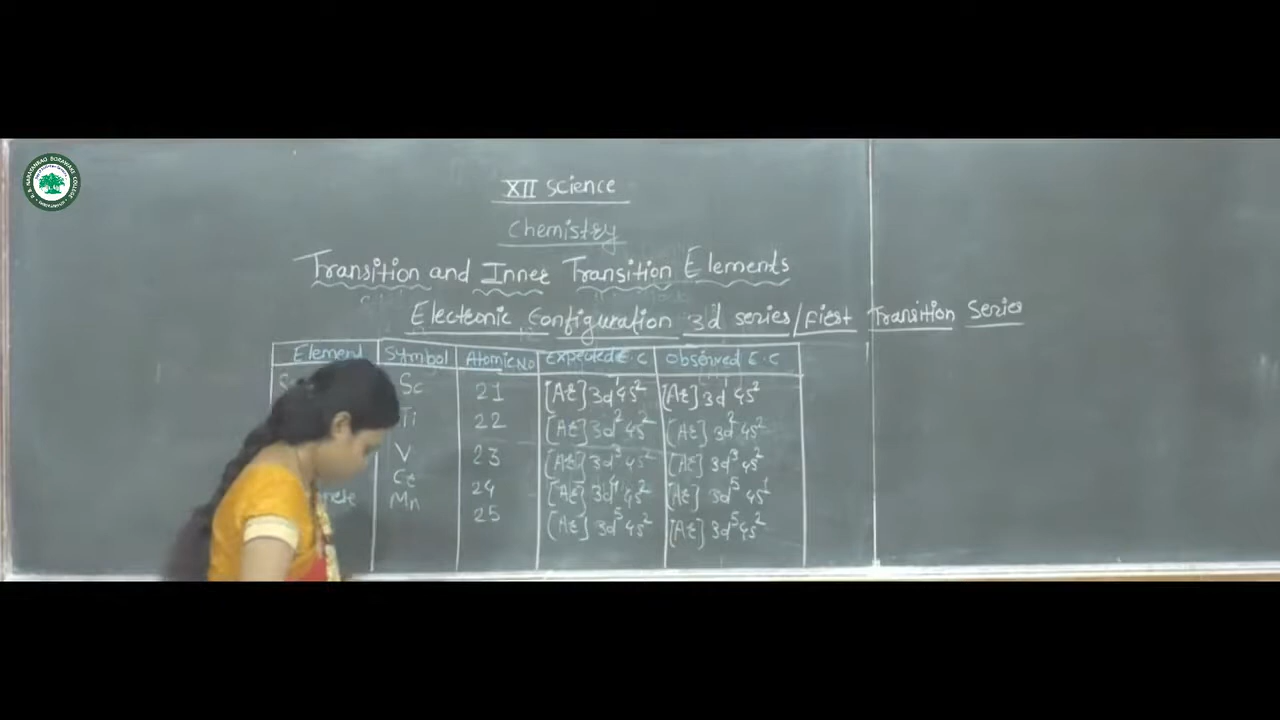 XII Science
Chemistry
Transition and Inner Transition Elements
Electronic Configuration 3d series/First Transition Series
Element Symbol Atomic No Expected E.C Observed E.C
Sc 21 [Ar] 3d¹ 4s² [Ar] 3d¹ 4s²
Ti 22 [Ar] 3d² 4s² [Ar] 3d² 4s²
V 23 [Ar] 3d³ 4s² [Ar] 3d³ 4s²
Cr 24 [Ar] 3d⁴ 4s² [Ar] 3d⁵ 4s¹
Mn 25 [Ar] 3d⁵ 4s² [Ar] 3d⁵ 4s²